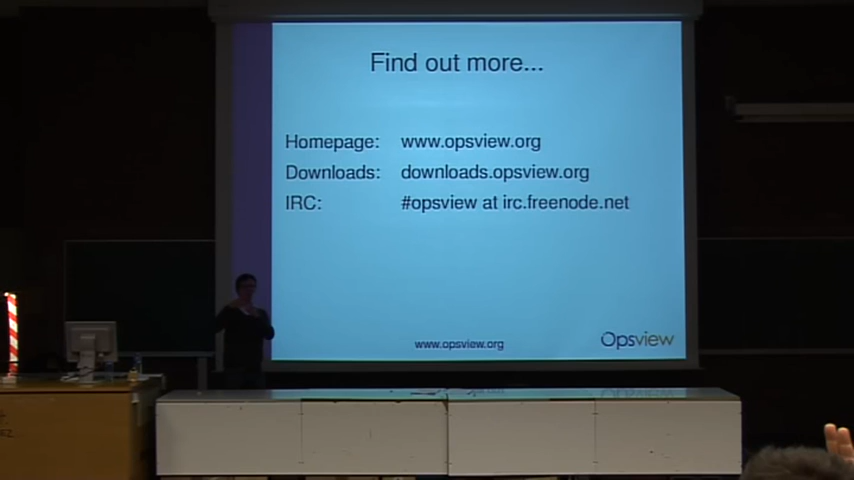 Find out more...
Homepage: www.opsview.org
Downloads: downloads.opsview.org
IRC: #opsview at irc.freenode.net
www.opsview.org
Opsview